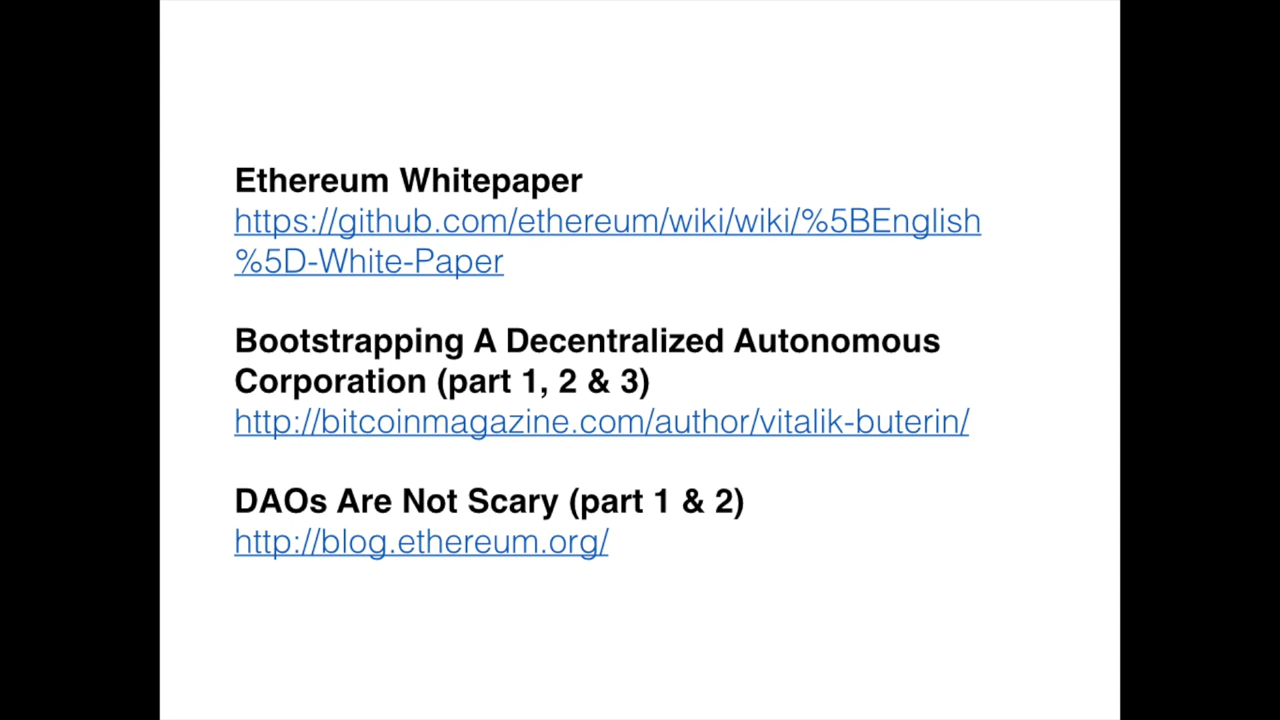 Ethereum Whitepaper
https://github.com/ethereum/wiki/wiki/%5BEnglish
%5D-White-Paper
Bootstrapping A Decentralized Autonomous
Corporation (part 1, 2 & 3)
http://bitcoinmagazine.com/author/vitalik-buterin/
DAOs Are Not Scary (part 1 & 2)
http://blog.ethereum.org/